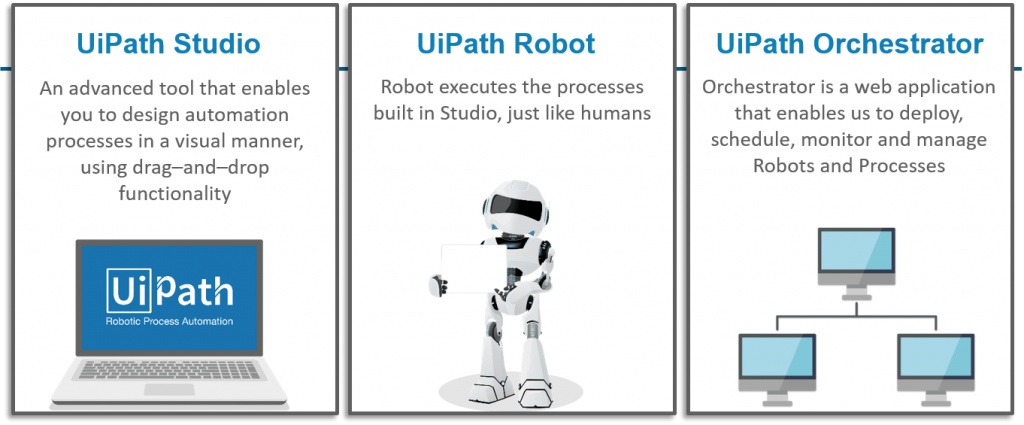 UiPath Studio
An advanced tool that enables
you to design automation
processes in a visual manner,
using drag–and–drop
functionality
UiPath
Robotic Process Automation
UiPath Robot
Robot executes the processes
built in Studio, just like humans
UiPath Orchestrator
Orchestrator is a web application
that enables us to deploy,
schedule, monitor and manage
Robots and Processes